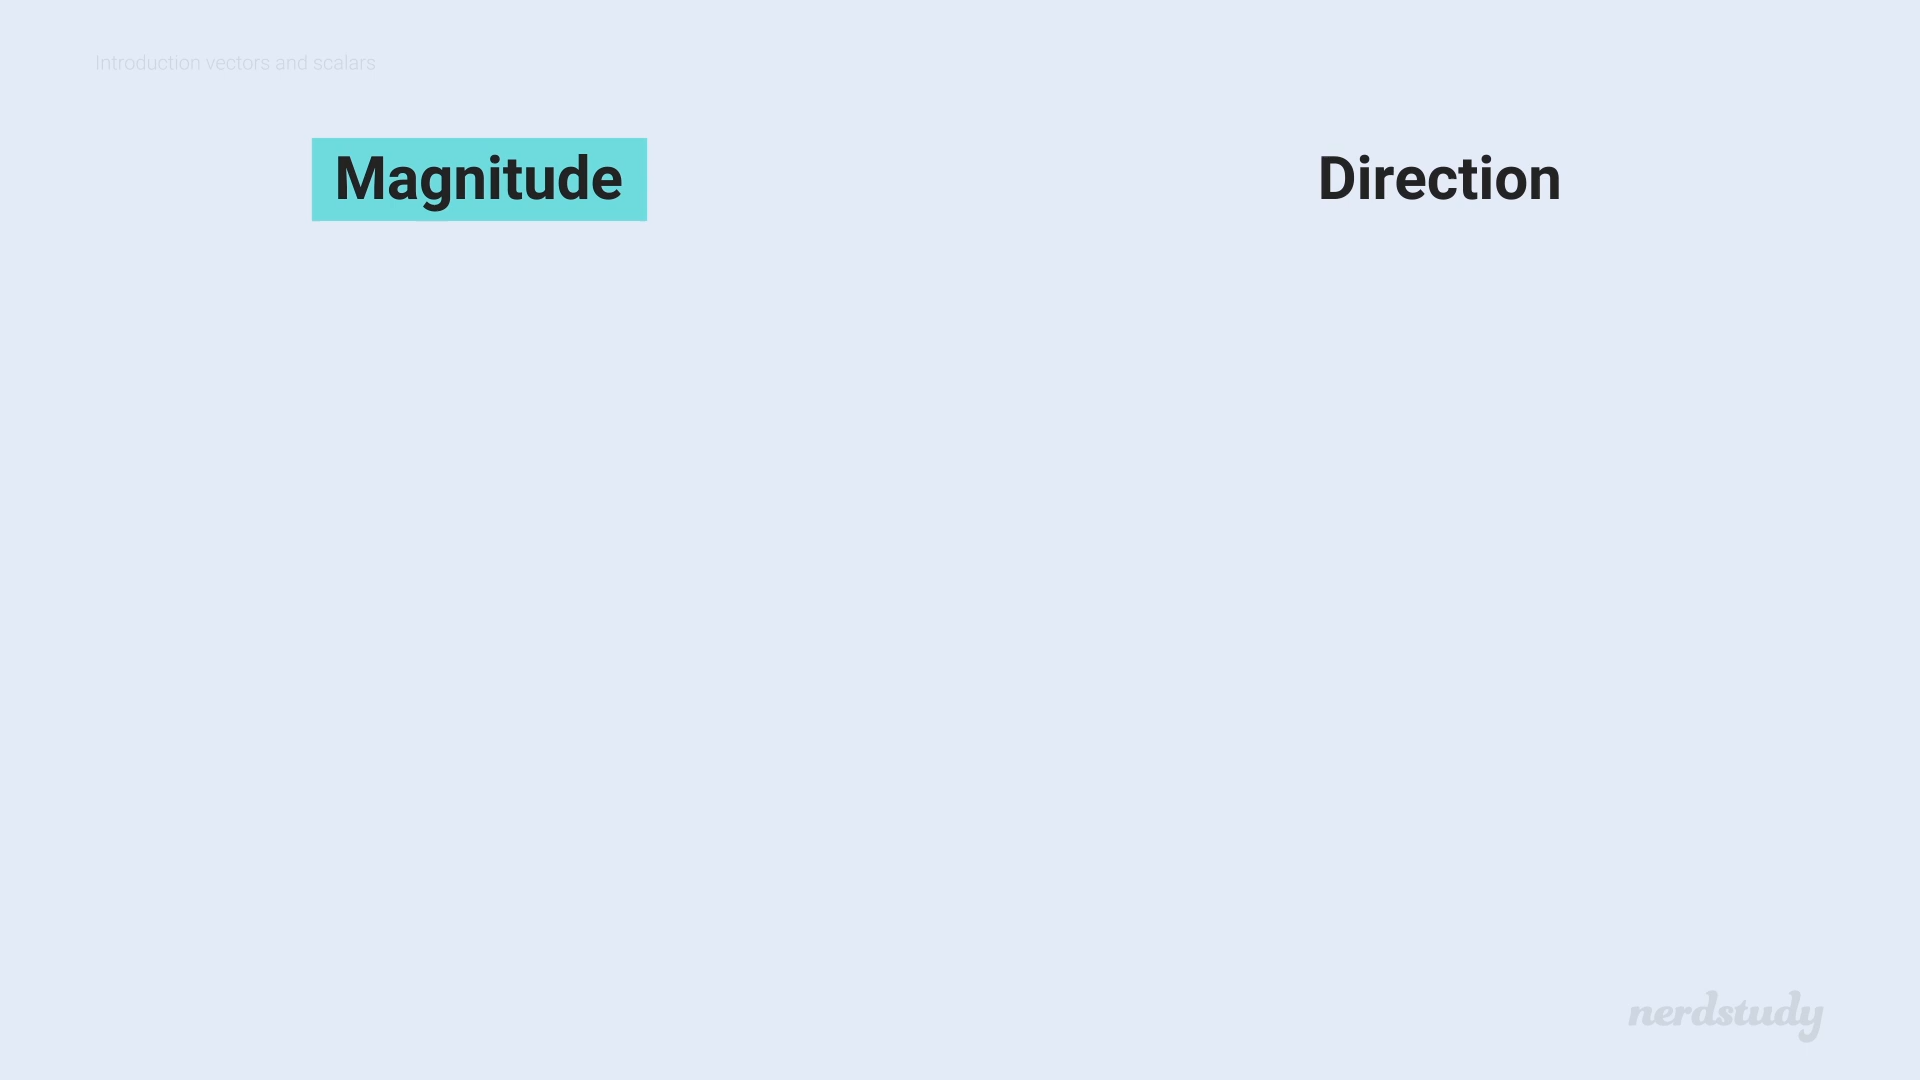 Introduction vectors and scalars
Magnitude
Direction
nerdstudy